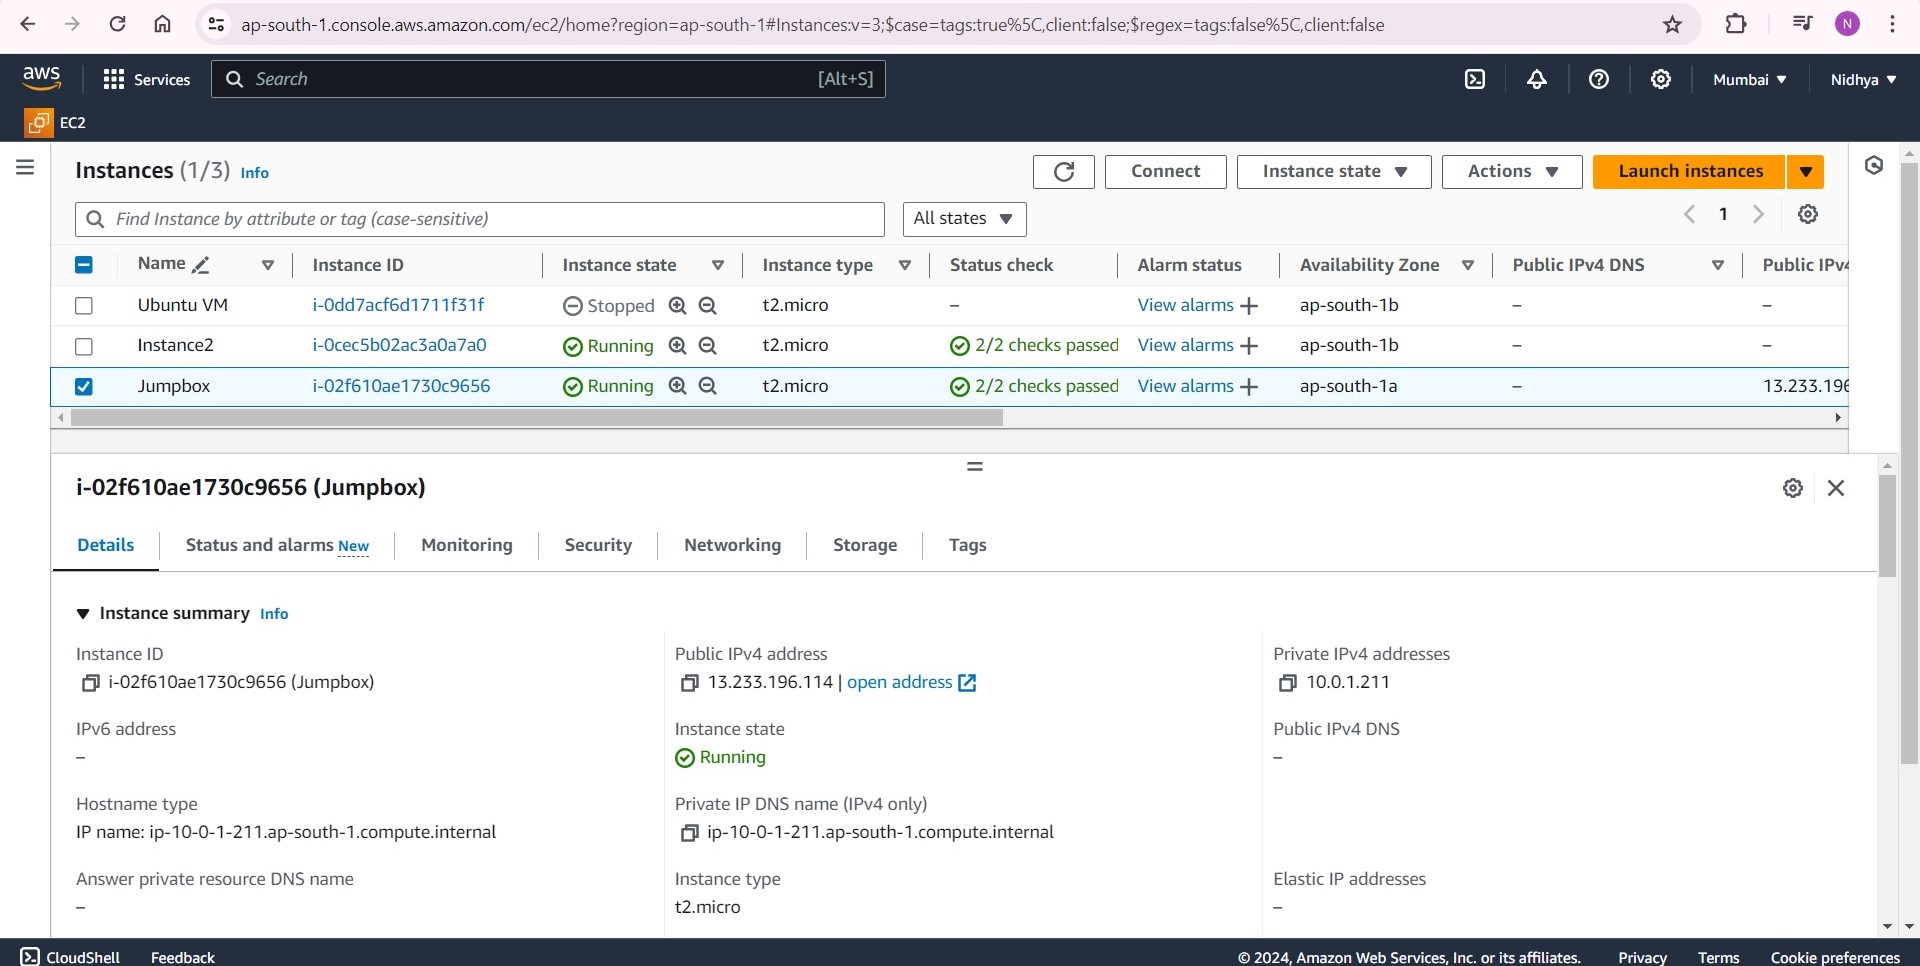 ap-south-1.console.aws.amazon.com/ec2/home?region=ap-south-1#Instances:v=3;$case=tags:true%5C,client:false;$regex=tags:false%5C,client:false N
aws Services Search [Alt+S] Mumbai ▼ Nidhya ▼
EC2
Instances (1/3) Info Connect Instance state ▼ Actions ▼ Launch instances ▼
Find Instance by attribute or tag (case-sensitive) All states ▼ 1
Name Instance ID Instance state Instance type Status check Alarm status Availability Zone Public IPv4 DNS Public IPv4
Ubuntu VM i-0dd7acf6d1711f31f Stopped t2.micro – View alarms + ap-south-1b – –
Instance2 i-0cec5b02ac3a0a7a0 Running t2.micro 2/2 checks passed View alarms + ap-south-1b – –
Jumpbox i-02f610ae1730c9656 Running t2.micro 2/2 checks passed View alarms + ap-south-1a – 13.233.196
i-02f610ae1730c9656 (Jumpbox)
Details Status and alarms New Monitoring Security Networking Storage Tags
▼ Instance summary Info
Instance ID Public IPv4 address Private IPv4 addresses
i-02f610ae1730c9656 (Jumpbox) 13.233.196.114 | open address 10.0.1.211
IPv6 address Instance state Public IPv4 DNS
– Running –
Hostname type Private IP DNS name (IPv4 only)
IP name: ip-10-0-1-211.ap-south-1.compute.internal ip-10-0-1-211.ap-south-1.compute.internal
Answer private resource DNS name Instance type Elastic IP addresses
– t2.micro –
CloudShell Feedback © 2024, Amazon Web Services, Inc. or its affiliates. Privacy Terms Cookie preferences